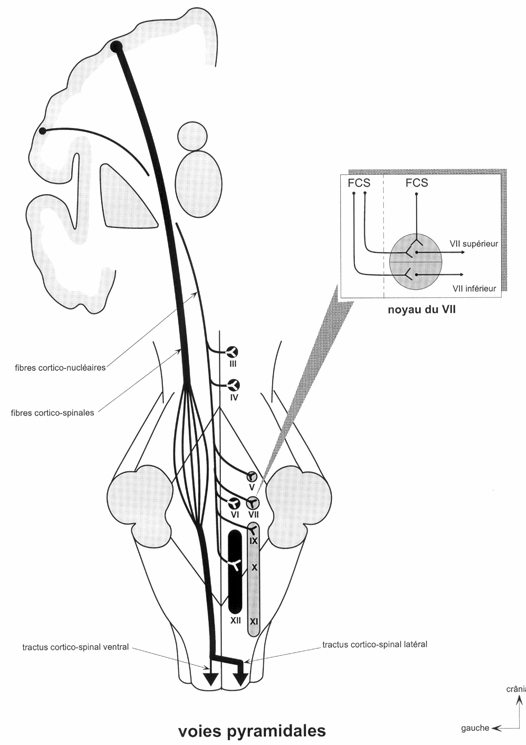 FCS
FCS
VII supérieur
VII inférieur
noyau du VII
fibres cortico-nucléaires
III
fibres cortico-spinales
IV
V
VI
VII
IX
X
XII
XI
tractus cortico-spinal ventral
tractus cortico-spinal latéral
crâni
gauche
voies pyramidales